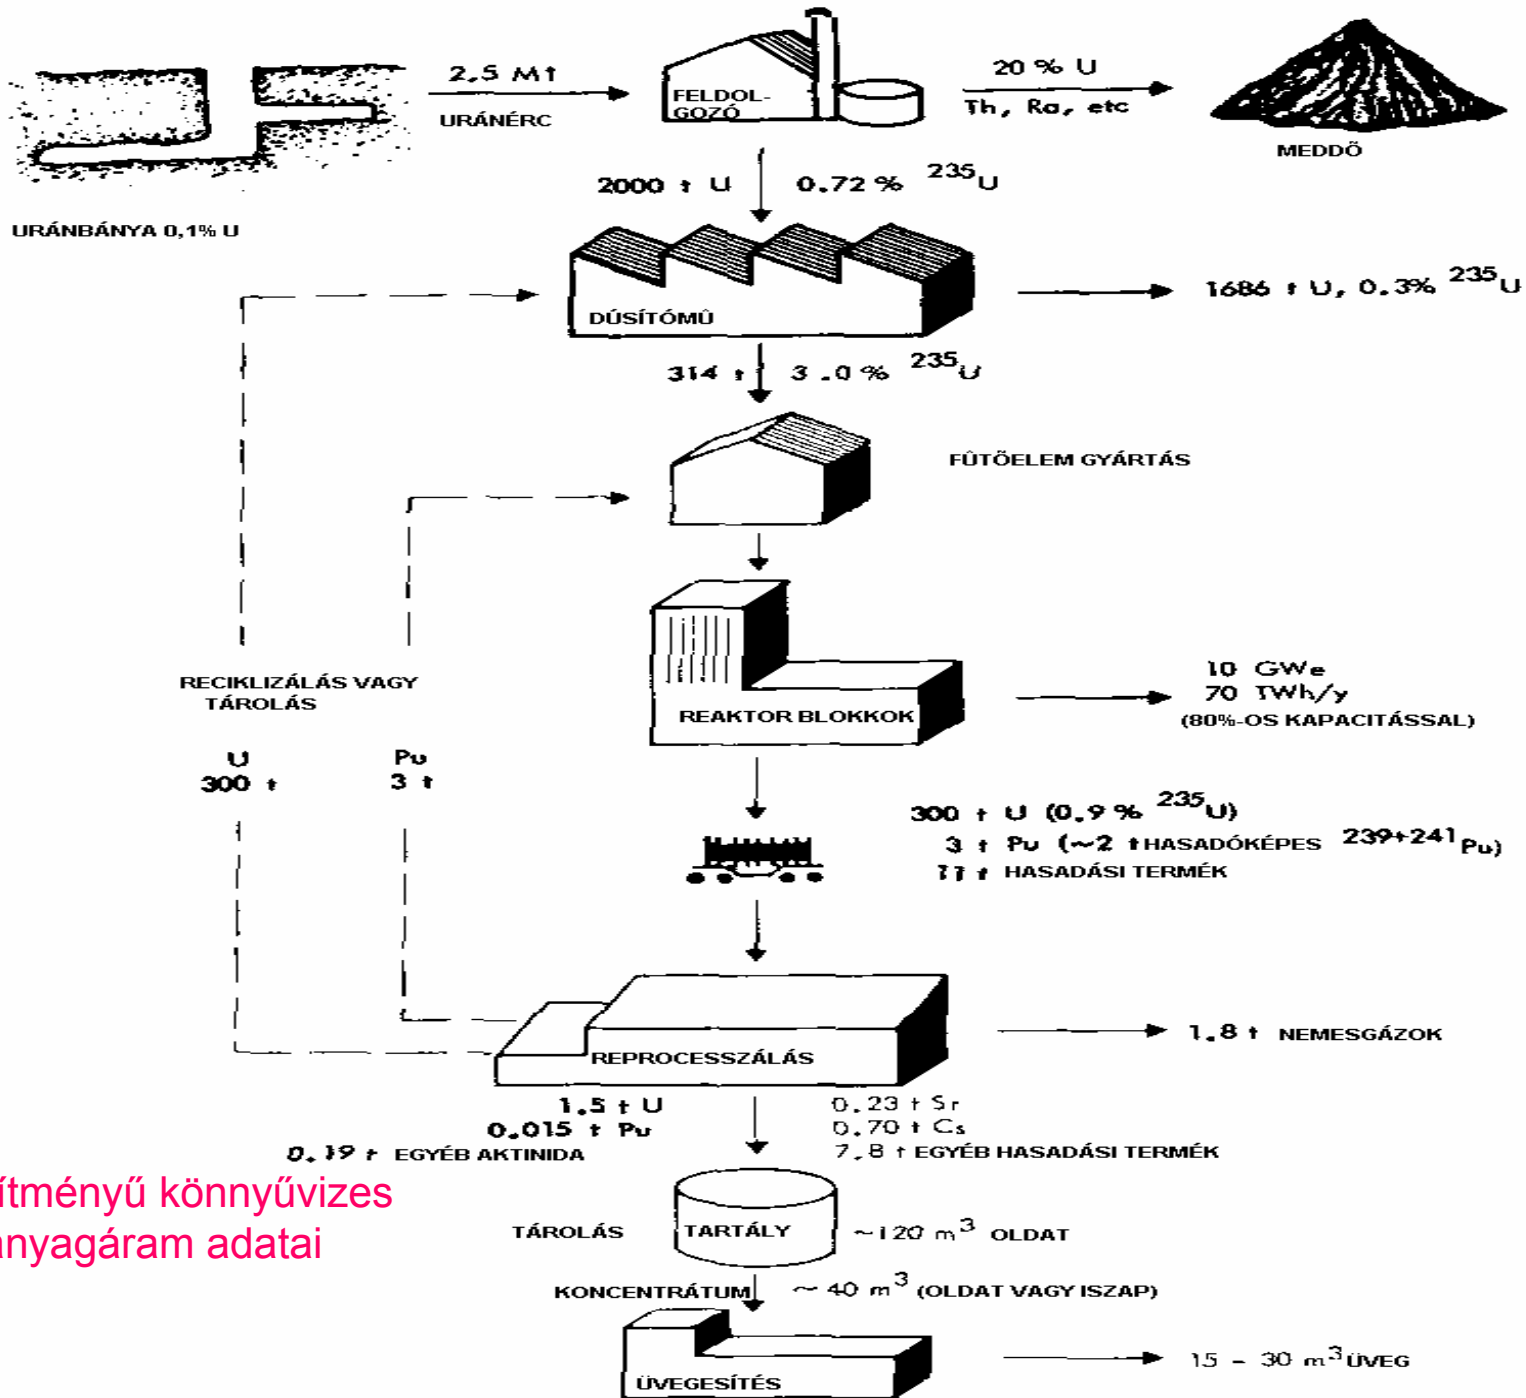 2,5 Mt
URÁNÉRC
FELDOL-
GOZÓ
20 % U
Th, Ra, etc
MEDDÕ
URÁNBÁNYA 0,1% U
2000 t U 0.72 % ²³⁵U
DÚSÍTÓMÛ
1686 t U, 0.3% ²³⁵U
314 t 3.0% ²³⁵U
FÛTÕELEM GYÁRTÁS
RECIKLIZÁLÁS VAGY
TÁROLÁS
U
300 t
Pu
3 t
REAKTOR BLOKKOK
10 GWe
70 TWh/y
(80%-OS KAPACITÁSSAL)
300 t U (0.9 % ²³⁵U)
3 t Pu (~2 t HASADÓKÉPES ²³⁹⁺²⁴¹Pu)
11 t HASADÁSI TERMÉK
REPROCESSZÁLÁS
1.8 t NEMESGÁZOK
1.5 t U
0.015 t Pu
0.19 t EGYÉB AKTINIDA
0.23 t Sr
0.70 t Cs
7.8 t EGYÉB HASADÁSI TERMÉK
ítményű könnyűvizes
anyagáram adatai
TÁROLÁS
TARTÁLY
~120 m³ OLDAT
KONCENTRÁTUM
~ 40 m³ (OLDAT VAGY ISZAP)
ÜVEGESÍTÉS
15 - 30 m³ ÜVEG